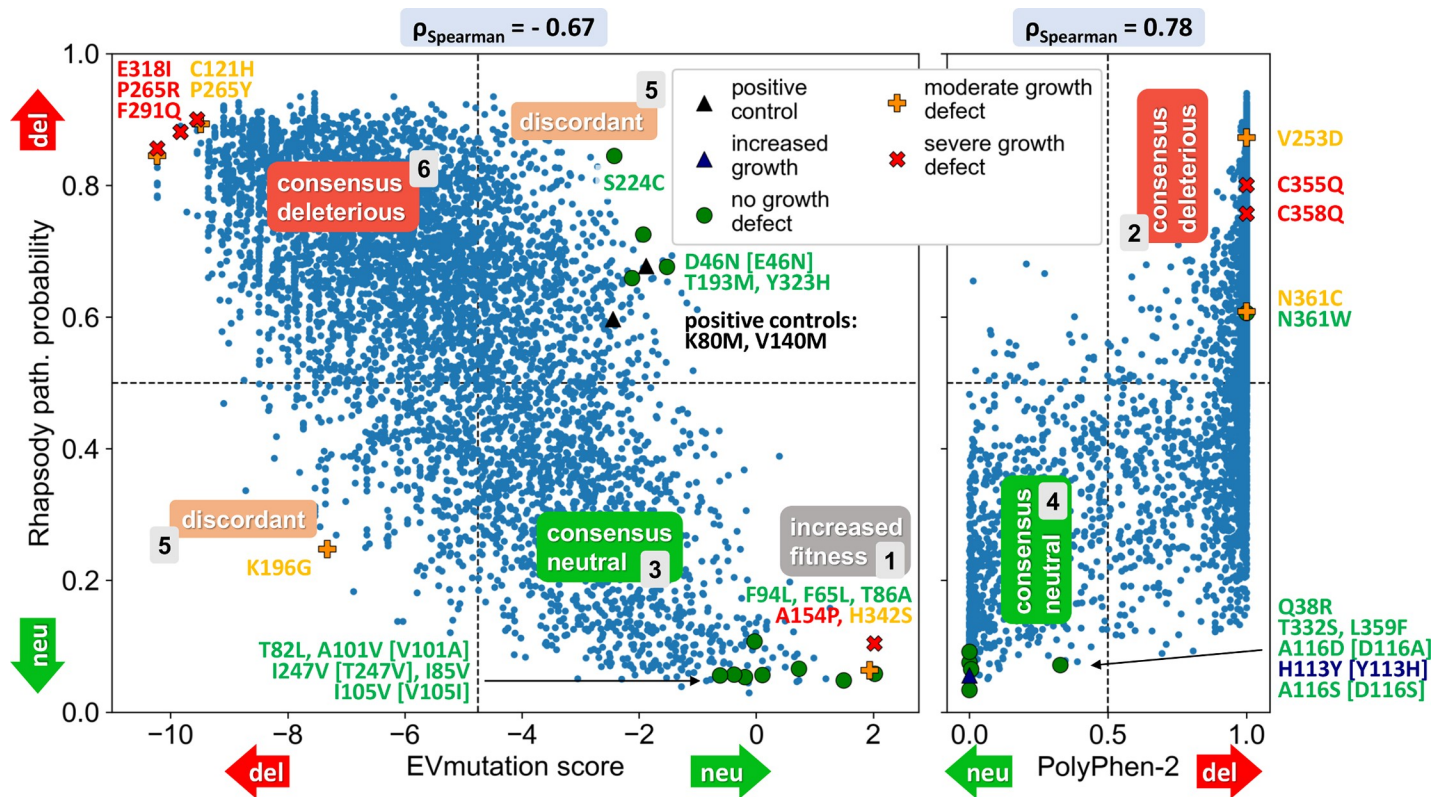 ρSpearman = - 0.67
ρSpearman = 0.78
Rhapsody path. probability
del
neu
1.0
0.8
0.6
0.4
0.2
0.0
E318I C121H
P265R P265Y
F291Q
consensus
deleterious
6
discordant
5
S224C
positive
control
increased
growth
no growth
defect
moderate growth
defect
severe growth
defect
D46N [E46N]
T193M, Y323H
positive controls:
K80M, V140M
discordant
5
K196G
consensus
neutral
3
increased
fitness
1
F94L, F65L, T86A
A154P, H342S
T82L, A101V [V101A]
I247V [T247V], I85V
I105V [V105I]
−10
−8
−6
−4
−2
0
2
del
EVmutation score
neu
consensus
deleterious
2
V253D
C355Q
C358Q
N361C
N361W
consensus
neutral
4
Q38R
T332S, L359F
A116D [D116A]
H113Y [Y113H]
A116S [D116S]
0.0
0.5
1.0
neu
PolyPhen-2
del